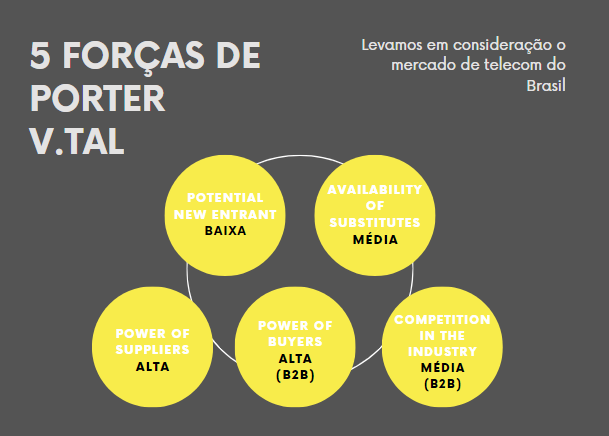 5 FORÇAS DE
PORTER
V.TAL
Levamos em consideração o
mercado de telecom do
Brasil
POTENTIAL
NEW ENTRANT
BAIXA
AVAILABILITY
OF
SUBSTITUTES
MÉDIA
POWER OF
SUPPLIERS
ALTA
POWER OF
BUYERS
ALTA
(B2B)
COMPETITION
IN THE
INDUSTRY
MÉDIA
(B2B)